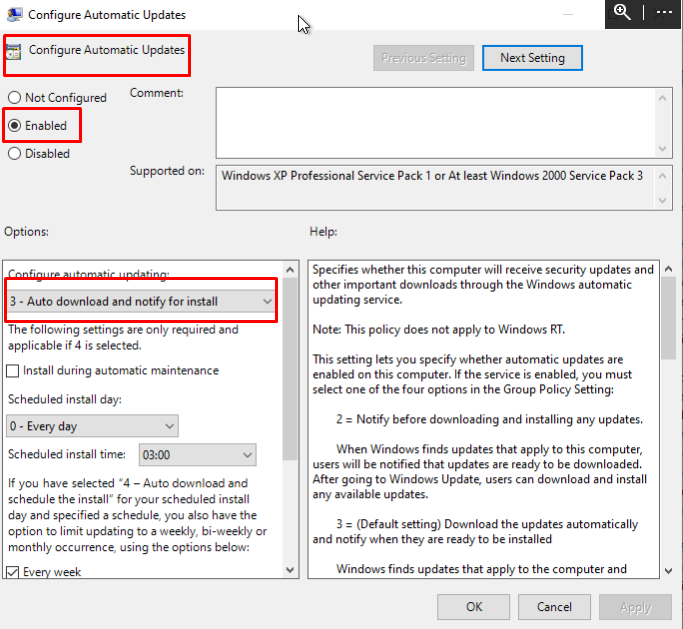 Configure Automatic Updates
Configure Automatic Updates
Previous Setting
Next Setting
Not Configured
Enabled
Disabled
Comment:
Supported on:
Windows XP Professional Service Pack 1 or At least Windows 2000 Service Pack 3
Options:
Help:
Configure automatic updating:
3 - Auto download and notify for install
The following settings are only required and
applicable if 4 is selected.
Install during automatic maintenance
Scheduled install day:
0 - Every day
Scheduled install time:
03:00
If you have selected “4 – Auto download and
schedule the install” for your scheduled install
day and specified a schedule, you also have the
option to limit updating to a weekly, bi-weekly or
monthly occurrence, using the options below:
Every week
Specifies whether this computer will receive security updates and
other important downloads through the Windows automatic
updating service.
Note: This policy does not apply to Windows RT.
This setting lets you specify whether automatic updates are
enabled on this computer. If the service is enabled, you must
select one of the four options in the Group Policy Setting:
2 = Notify before downloading and installing any updates.
When Windows finds updates that apply to this computer,
users will be notified that updates are ready to be downloaded.
After going to Windows Update, users can download and install
any available updates.
3 = (Default setting) Download the updates automatically
and notify when they are ready to be installed
Windows finds updates that apply to the computer and
OK
Cancel
Apply